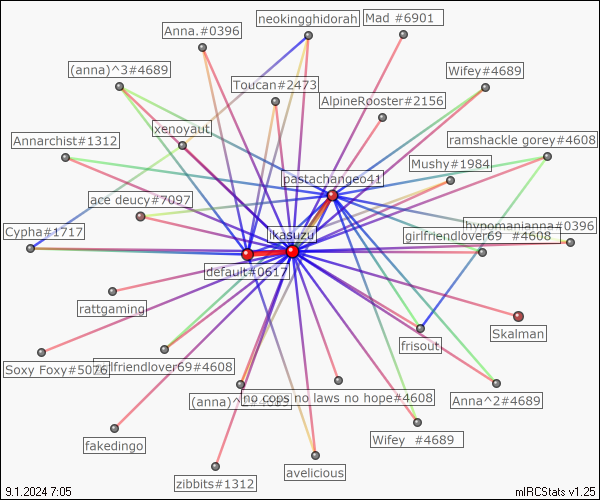 neokingghidorah
Mad #6901
Anna.#0396
(anna)^3#4689
Wifey#4689
Toucan#2473
AlpineRooster#2156
xenoyaut
Annarchist#1312
ramshackle gorey#4608
Mushy#1984
pastachange041
ace deucy#7097
hypomanianna#0396
Cypha#1717
ikasuzu
girlfriendlover69 #4608
default#0617
rattgaming
Skalman
frisout
Soxy Foxy#5076
girlfriendlover69#4608
(anna)^2#4689
no cops no laws no hope#4608
Anna^2#4689
fakedingo
Wifey #4689
avelicious
zibbits#1312
9.1.2024 7:05
mIRCStats v1.25